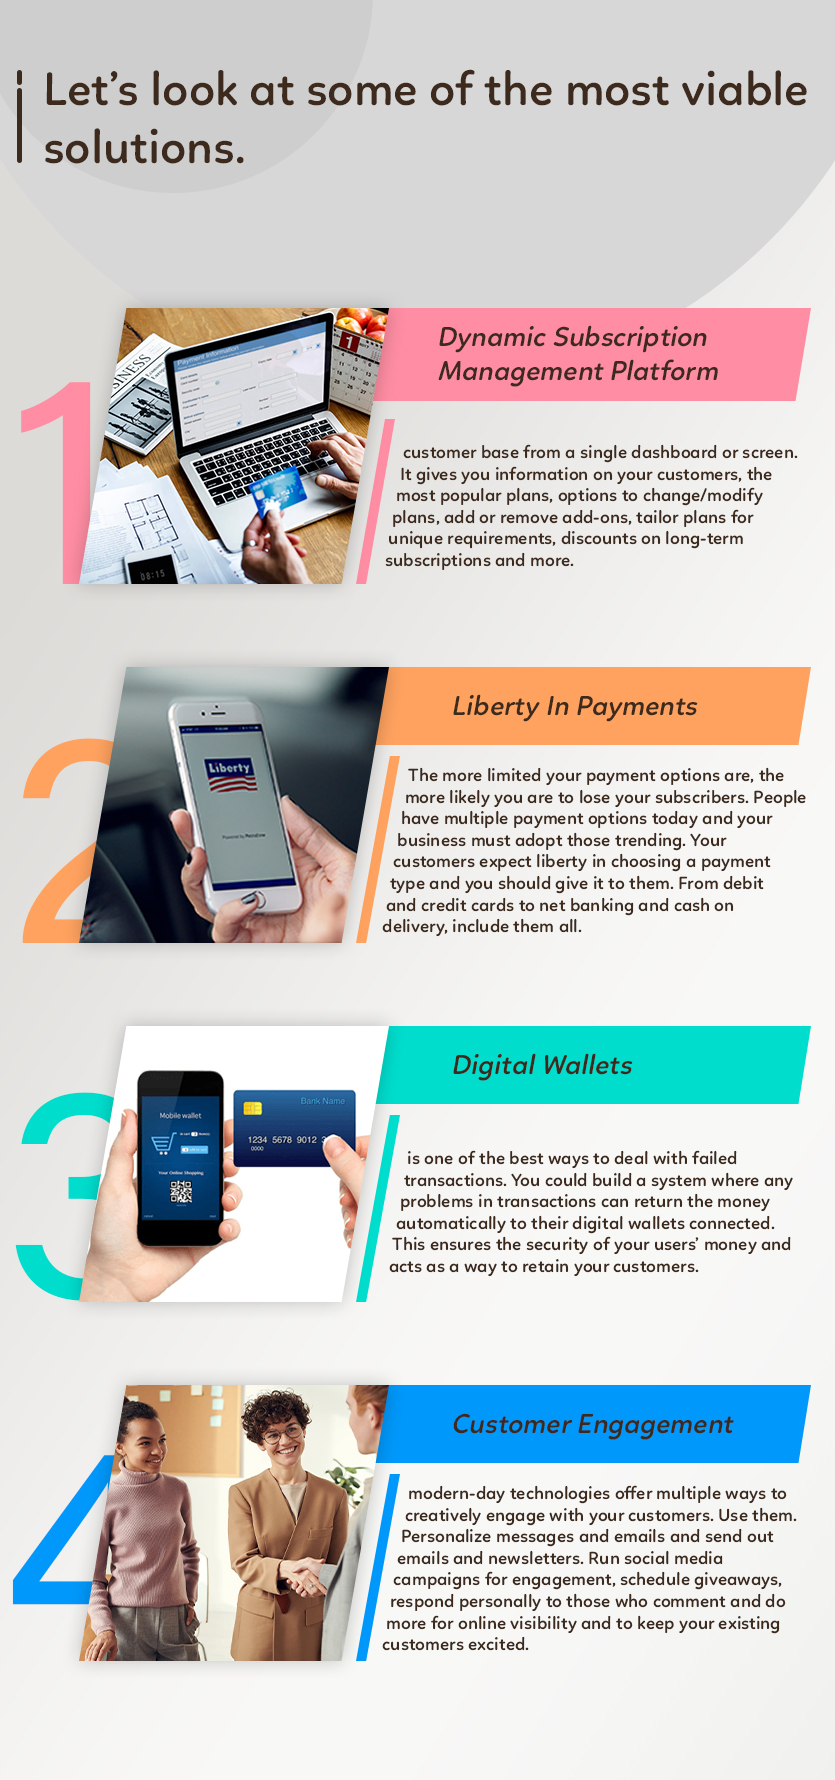 Let's look at some of the most viable
solutions.
1
Dynamic Subscription
Management Platform
Payment Information
1
08:15
customer base from a single dashboard or screen.
It gives you information on your customers, the
most popular plans, options to change/modify
plans, add or remove add-ons, tailor plans for
unique requirements, discounts on long-term
subscriptions and more.
2
Liberty In Payments
Liberty
The more limited your payment options are, the
more likely you are to lose your subscribers. People
have multiple payment options today and your
business must adopt those trending. Your
customers expect liberty in choosing a payment
type and you should give it to them. From debit
and credit cards to net banking and cash on
delivery, include them all.
3
Digital Wallets
Mobile wallet
Your Online Shopping
Bank Name
1234 5678 9012 3
0000
is one of the best ways to deal with failed
transactions. You could build a system where any
problems in transactions can return the money
automatically to their digital wallets connected.
This ensures the security of your users’ money and
acts as a way to retain your customers.
4
Customer Engagement
modern-day technologies offer multiple ways to
creatively engage with your customers. Use them.
Personalize messages and emails and send out
emails and newsletters. Run social media
campaigns for engagement, schedule giveaways,
respond personally to those who comment and do
more for online visibility and to keep your existing
customers excited.